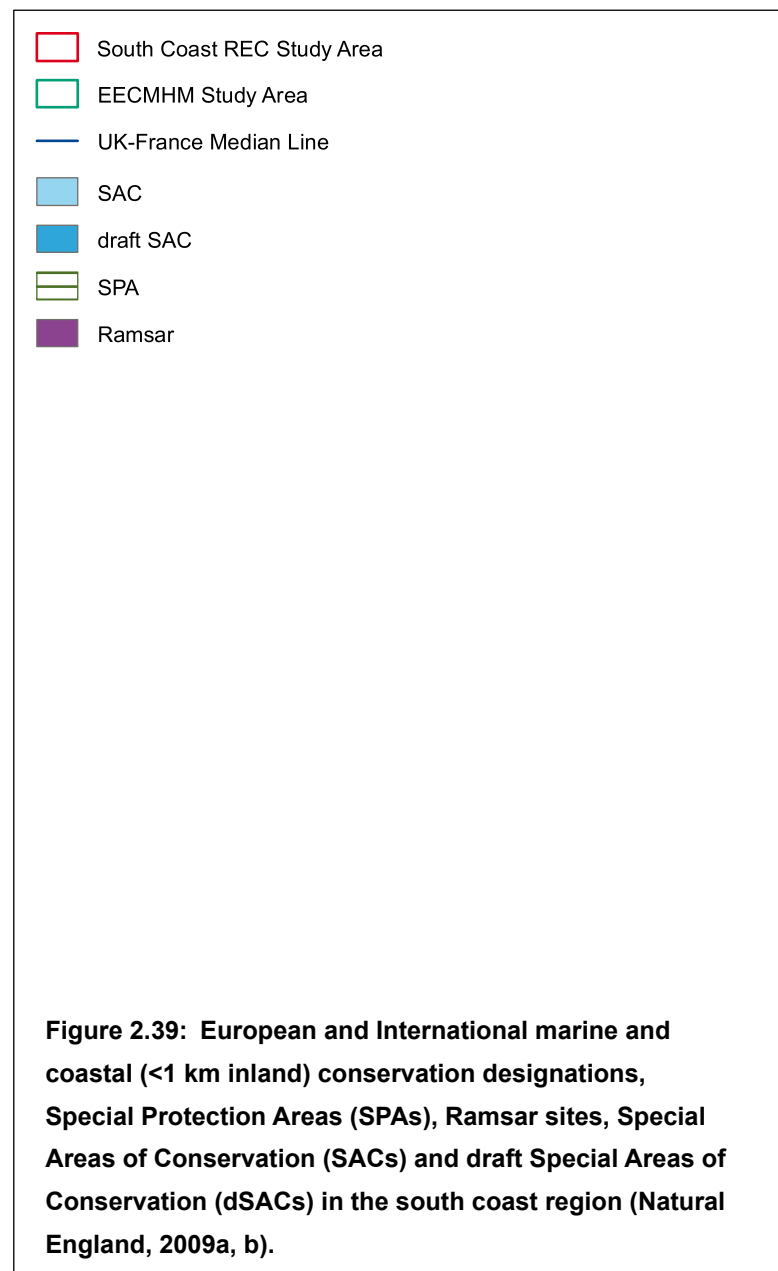 South Coast REC Study Area
EECMHM Study Area
UK-France Median Line
SAC
draft SAC
SPA
Ramsar
Figure 2.39: European and International marine and
coastal (<1 km inland) conservation designations,
Special Protection Areas (SPAs), Ramsar sites, Special
Areas of Conservation (SACs) and draft Special Areas of
Conservation (dSACs) in the south coast region (Natural
England, 2009a, b).